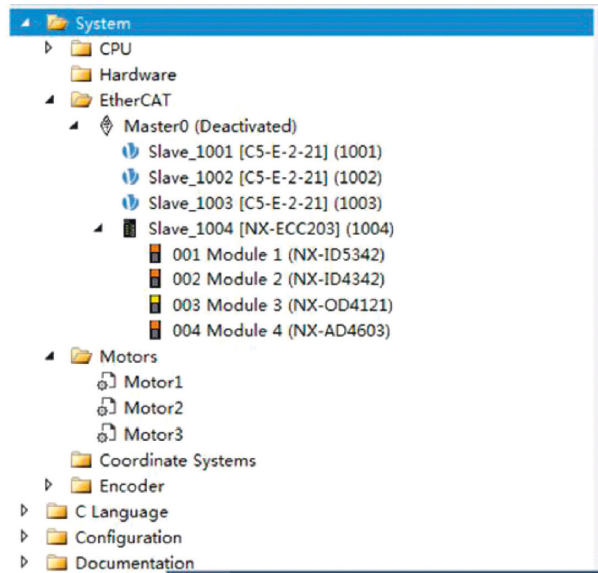 System
CPU
Hardware
EtherCAT
Master0 (Deactivated)
Slave_1001 [C5-E-2-21] (1001)
Slave_1002 [C5-E-2-21] (1002)
Slave_1003 [C5-E-2-21] (1003)
Slave_1004 [NX-ECC203] (1004)
001 Module 1 (NX-ID5342)
002 Module 2 (NX-ID4342)
003 Module 3 (NX-OD4121)
004 Module 4 (NX-AD4603)
Motors
Motor1
Motor2
Motor3
Coordinate Systems
Encoder
C Language
Configuration
Documentation